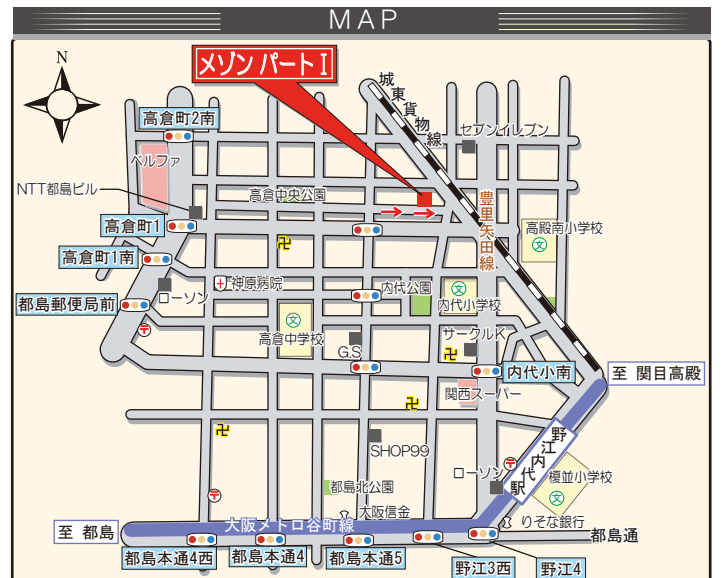 MAP
N
メゾン パートⅠ
城東貨物線
高倉町2南
セブンイレブン
ベルファ
NTT都島ビル
高倉中央公園
豊里矢田線
高倉町1
高殿南小学校
文
高倉町1南
神原病院
ローソン
内代公園
文
都島郵便局前
内代小学校
文
高倉中学校
サークルK
G.S
内代小南
至 関目高殿
関西スーパー
SHOP99
野江内代駅
ローソン
榎並小学校
文
都島北公園
大阪信金
りそな銀行
至 都島
大阪メトロ谷町線
都島通
都島本通4西
都島本通4
都島本通5
野江3西
野江4